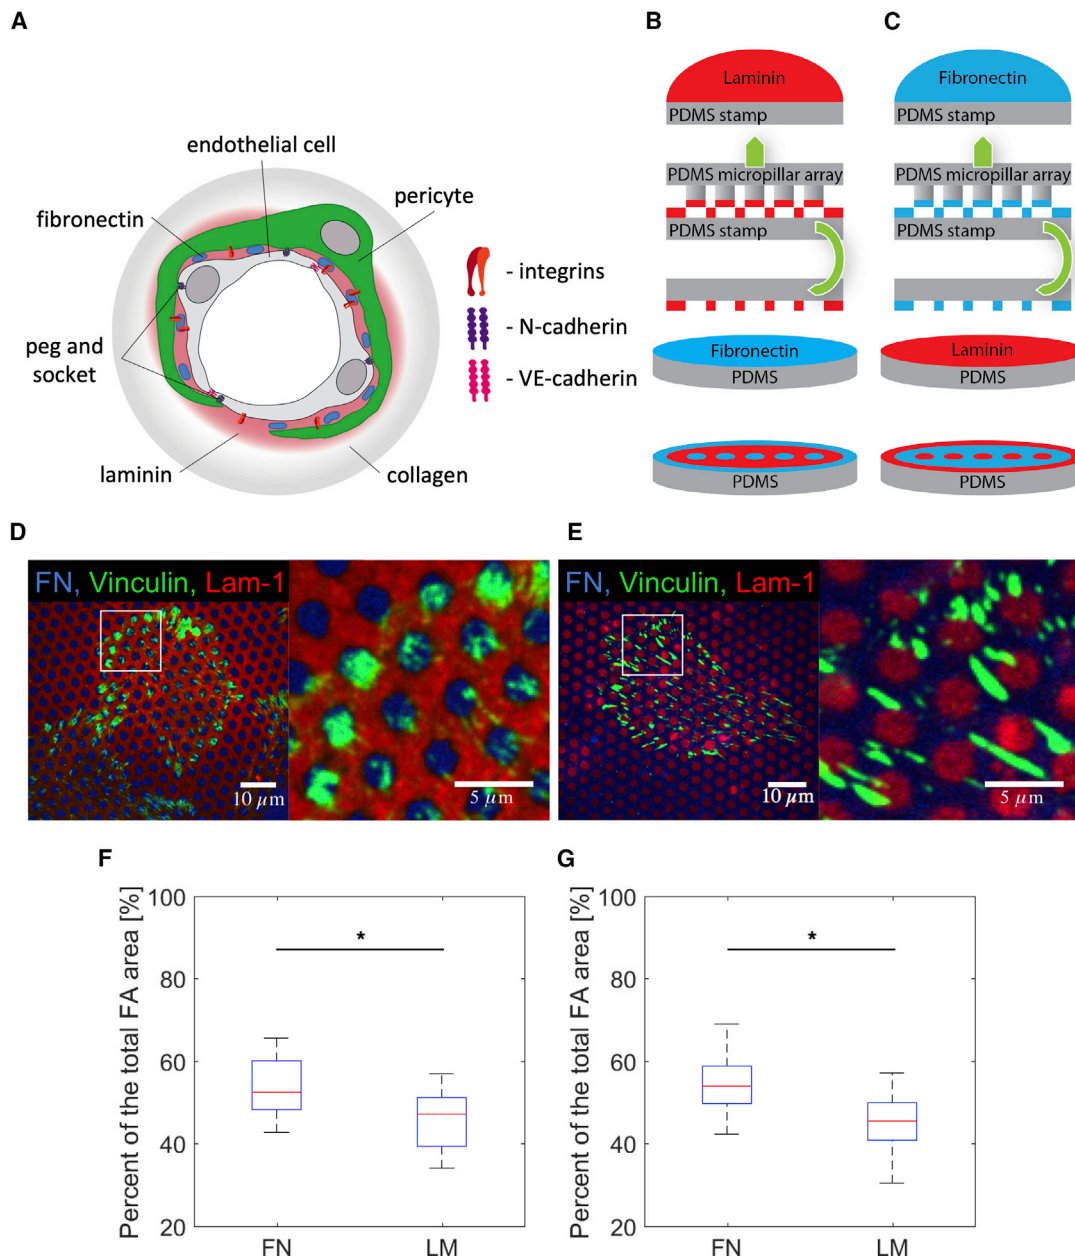 A
B
C
endothelial cell
fibronectin
pericyte
peg and
socket
laminin
collagen
- integrins
- N-cadherin
- VE-cadherin
Laminin
PDMS stamp
PDMS micropillar array
PDMS stamp
Fibronectin
PDMS
PDMS
Fibronectin
PDMS stamp
PDMS micropillar array
PDMS stamp
Laminin
PDMS
PDMS
D
FN, Vinculin, Lam-1
10 μm
5 μm
E
FN, Vinculin, Lam-1
10 μm
5 μm
F
Percent of the total FA area [%]
100
80
60
40
20
*
FN
LM
G
Percent of the total FA area [%]
100
80
60
40
20
*
FN
LM